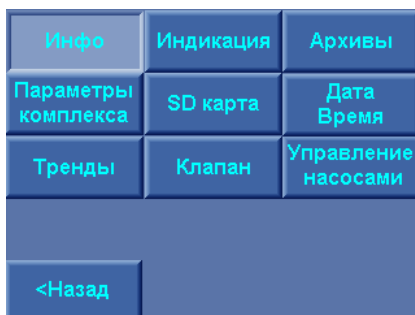 Инфо
Индикация
Архивы
Параметры
комплекса
SD карта
Дата
Время
Тренды
Клапан
Управление
насосами
<Назад